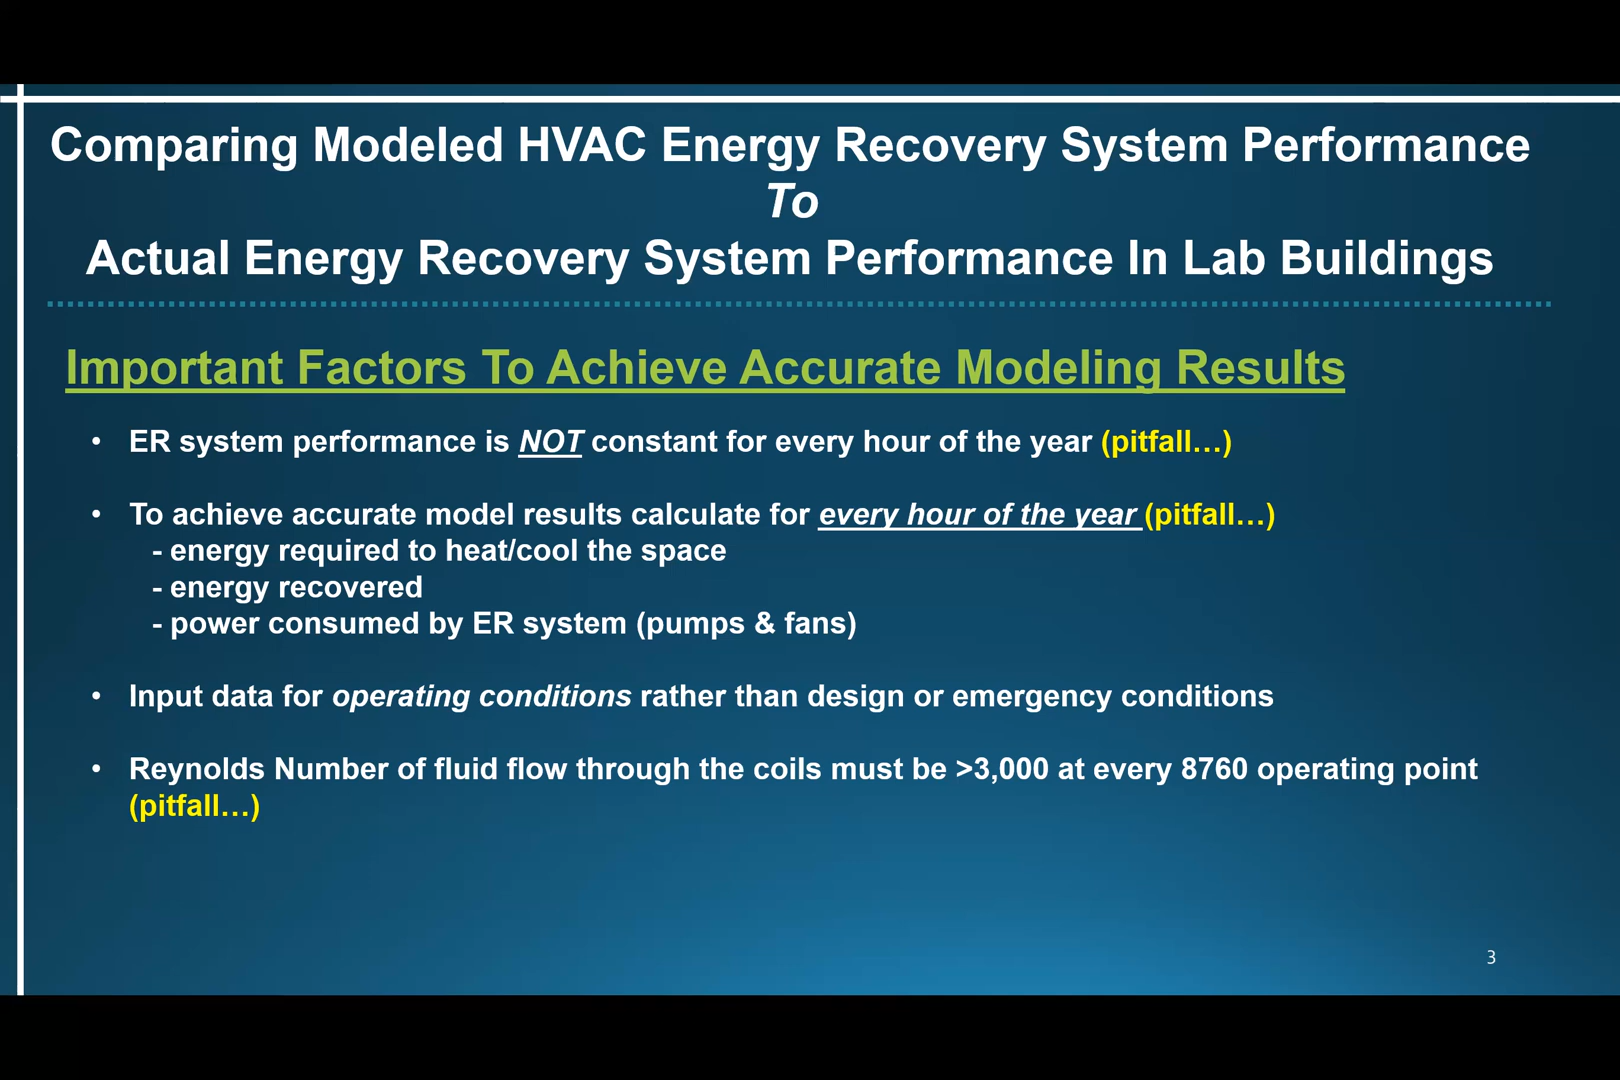 Comparing Modeled HVAC Energy Recovery System Performance
To
Actual Energy Recovery System Performance In Lab Buildings
Important Factors To Achieve Accurate Modeling Results
• ER system performance is NOT constant for every hour of the year (pitfall…)
• To achieve accurate model results calculate for every hour of the year (pitfall…)
- energy required to heat/cool the space
- energy recovered
- power consumed by ER system (pumps & fans)
• Input data for operating conditions rather than design or emergency conditions
• Reynolds Number of fluid flow through the coils must be >3,000 at every 8760 operating point
(pitfall…)
3